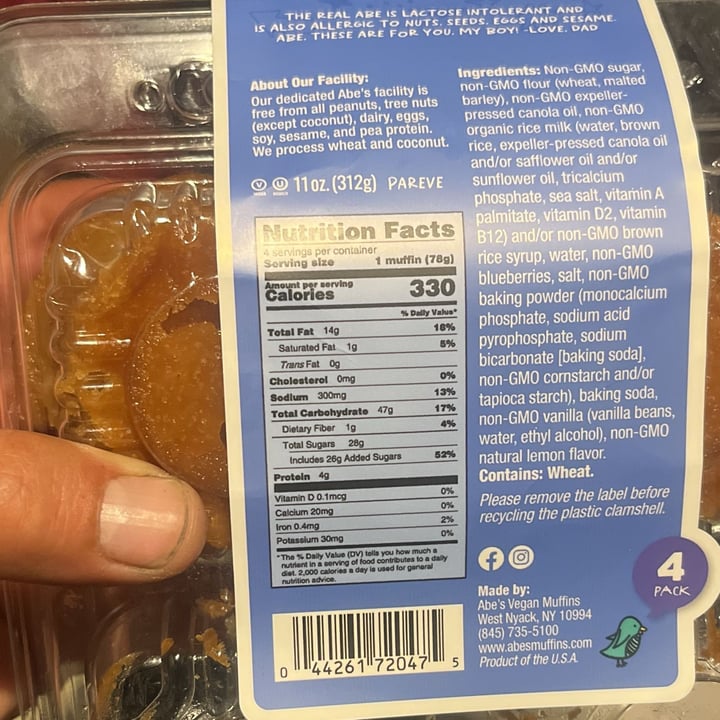 THE REAL ABE IS LACTOSE INTOLERANT AND
IS ALSO ALLERGIC TO NUTS, SEEDS, EGGS AND SESAME.
ABE, THESE ARE FOR YOU, MY BOY! -LOVE, DAD
About Our Facility:
Our dedicated Abe's facility is
free from all peanuts, tree nuts
(except coconut), dairy, eggs,
soy, sesame, and pea protein.
We process wheat and coconut.
11 oz. (312g) PAREVE
Nutrition Facts
4 servings per container
Serving size 1 muffin (78g)
Amount per serving
Calories 330
% Daily Value*
Total Fat 14g 18%
Saturated Fat 1g 5%
Trans Fat 0g
Cholesterol 0mg 0%
Sodium 300mg 13%
Total Carbohydrate 47g 17%
Dietary Fiber 1g 4%
Total Sugars 28g
Includes 26g Added Sugars 52%
Protein 4g
Vitamin D 0.1mcg 0%
Calcium 20mg 0%
Iron 0.4mg 2%
Potassium 30mg 0%
*The % Daily Value (DV) tells you how much a
nutrient in a serving of food contributes to a daily
diet. 2,000 calories a day is used for general
nutrition advice.
0 44261 72047 5
Ingredients: Non-GMO sugar,
non-GMO flour (wheat, malted
barley), non-GMO expeller-
pressed canola oil, non-GMO
organic rice milk (water, brown
rice, expeller-pressed canola oil
and/or safflower oil and/or
sunflower oil, tricalcium
phosphate, sea salt, vitamin A
palmitate, vitamin D2, vitamin
B12) and/or non-GMO brown
rice syrup, water, non-GMO
blueberries, salt, non-GMO
baking powder (monocalcium
phosphate, sodium acid
pyrophosphate, sodium
bicarbonate [baking soda],
non-GMO cornstarch and/or
tapioca starch), baking soda,
non-GMO vanilla (vanilla beans,
water, ethyl alcohol), non-GMO
natural lemon flavor.
Contains: Wheat.
Please remove the label before
recycling the plastic clamshell.
Made by:
Abe's Vegan Muffins
West Nyack, NY 10994
(845) 735-5100
www.abesmuffins.com
Product of the U.S.A.
4
PACK